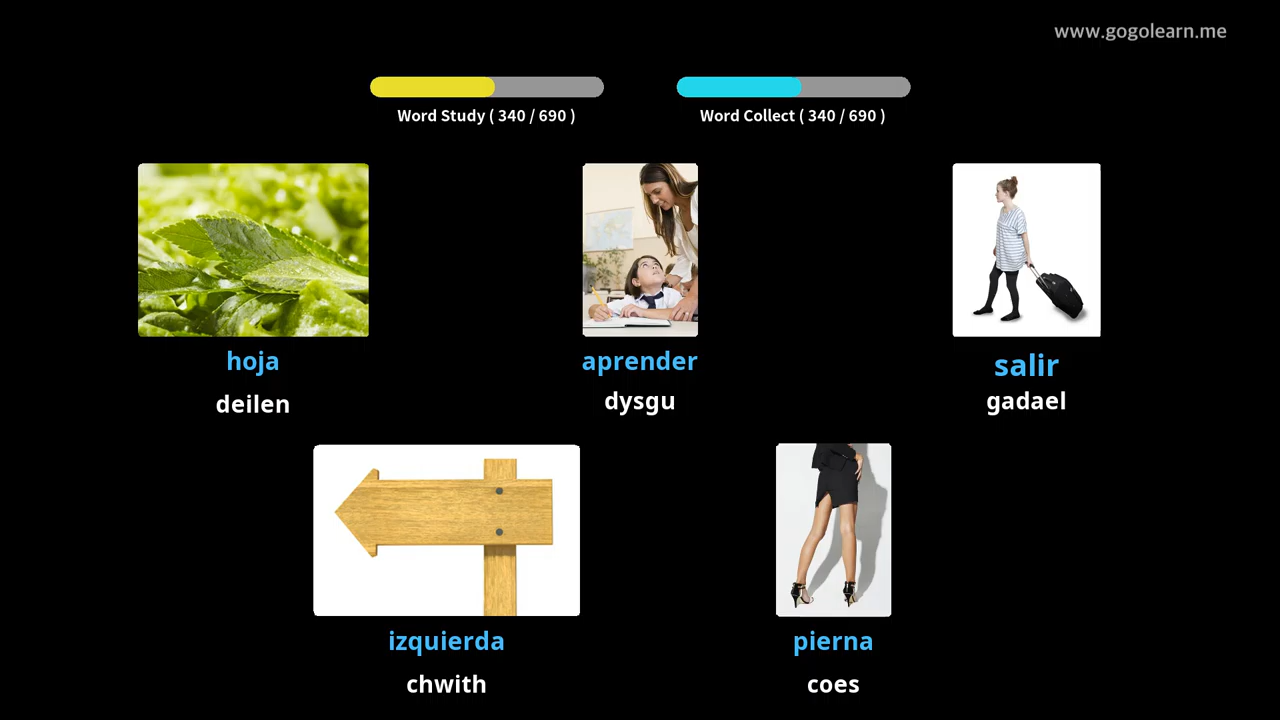 www.gogolearn.me
Word Study ( 340 / 690 )
Word Collect ( 340 / 690 )
hoja
deilen
aprender
dysgu
salir
gadael
izquierda
chwith
pierna
coes